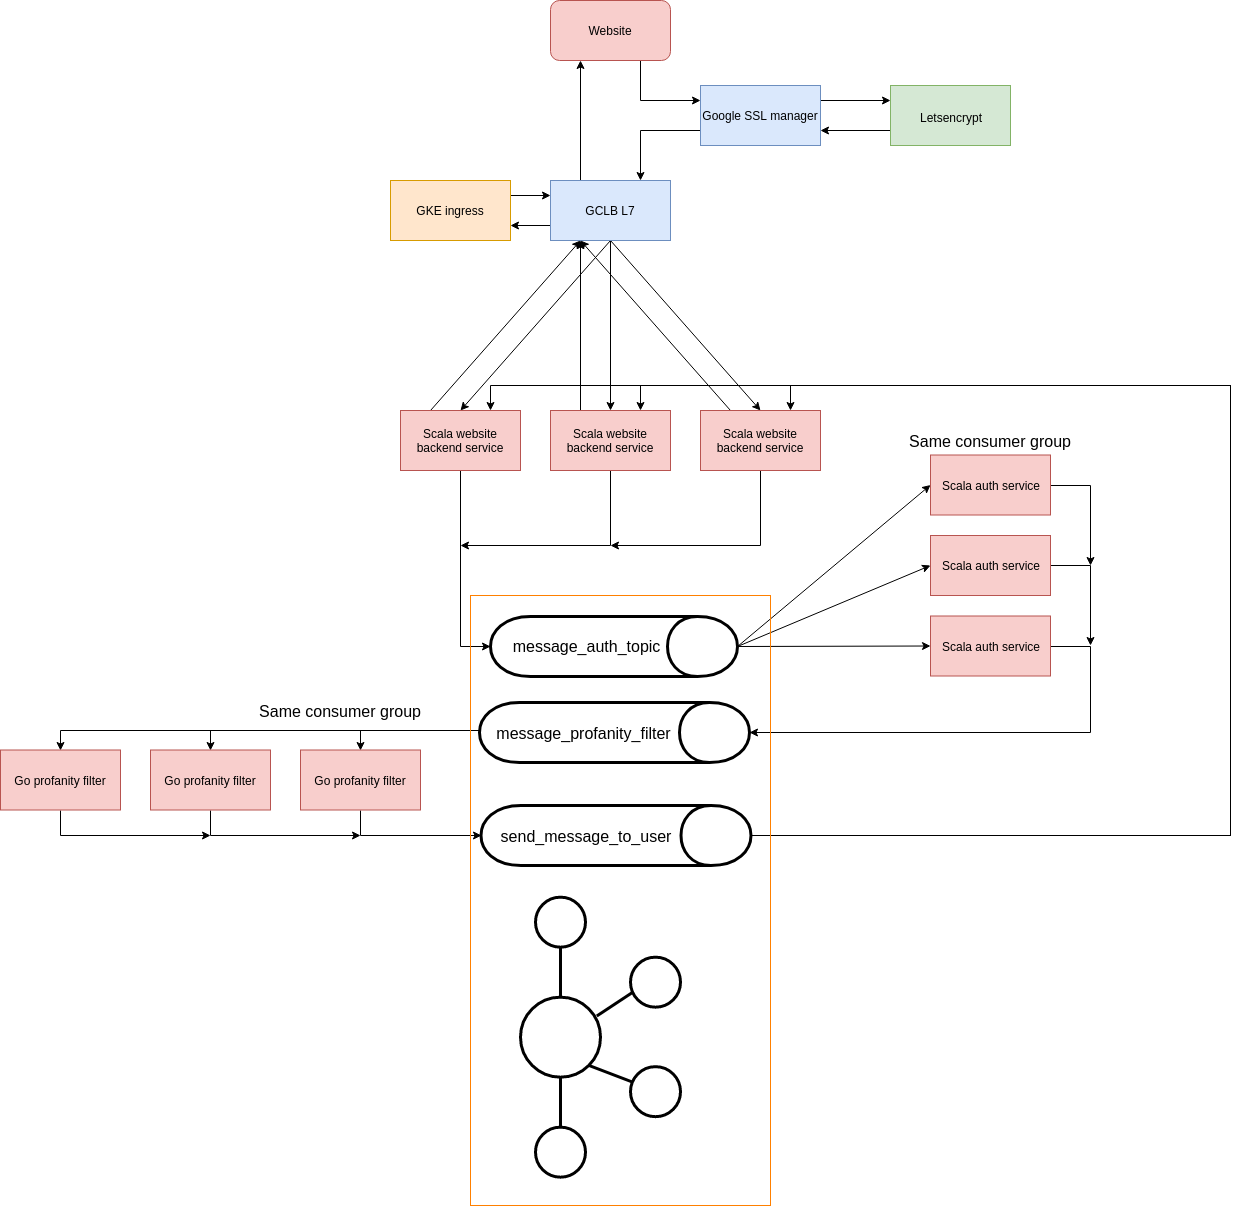 Website
Google SSL manager
Letsencrypt
GKE ingress
GCLB L7
Scala website
backend service
Scala website
backend service
Scala website
backend service
Same consumer group
Scala auth service
Scala auth service
Scala auth service
message_auth_topic
Same consumer group
message_profanity_filter
Go profanity filter
Go profanity filter
Go profanity filter
send_message_to_user